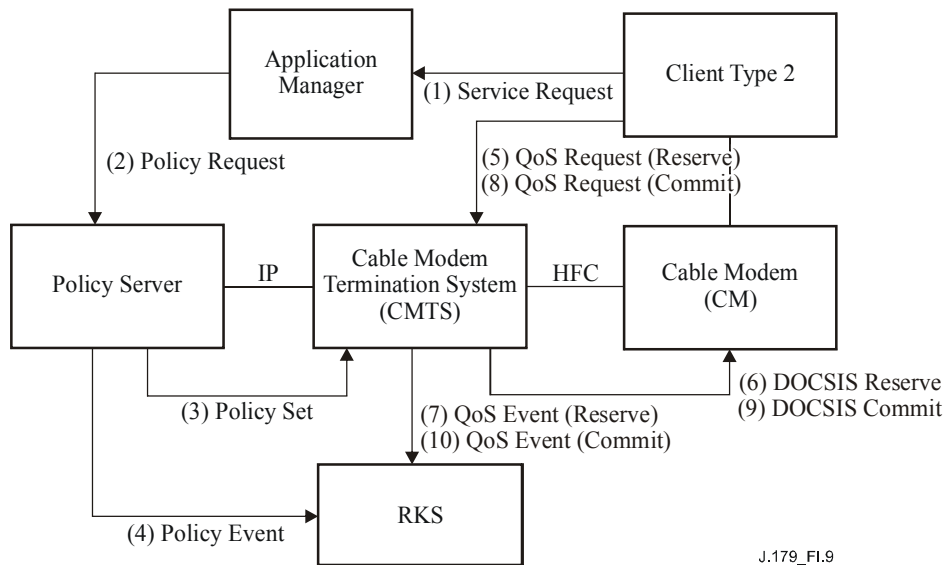 Application
Manager
Client Type 2
(1) Service Request
(2) Policy Request
(5) QoS Request (Reserve)
(8) QoS Request (Commit)
Policy Server
IP
Cable Modem
Termination System
(CMTS)
HFC
Cable Modem
(CM)
(3) Policy Set
(6) DOCSIS Reserve
(9) DOCSIS Commit
(7) QoS Event (Reserve)
(10) QoS Event (Commit)
(4) Policy Event
RKS
J.179_FI.9